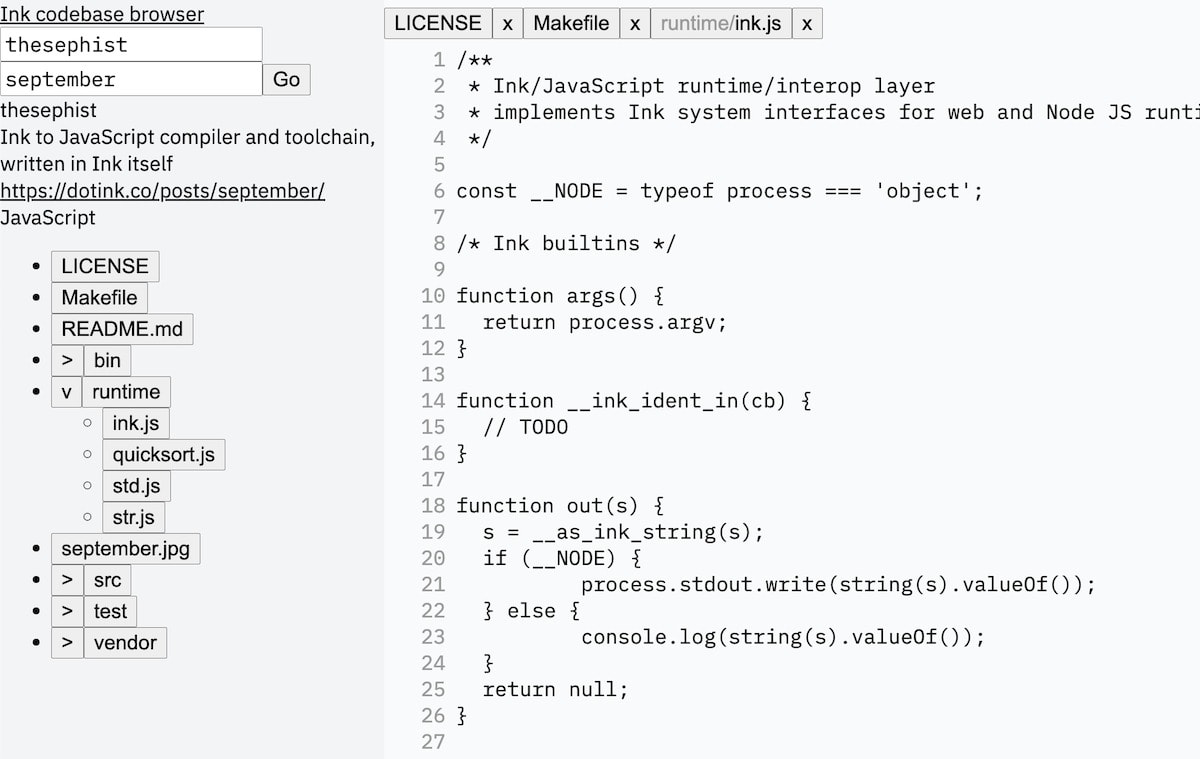 Ink codebase browser
thesephist
september Go
thesephist
Ink to JavaScript compiler and toolchain,
written in Ink itself
https://dotink.co/posts/september/
JavaScript
LICENSE
Makefile
README.md
> bin
v runtime
ink.js
quicksort.js
std.js
str.js
september.jpg
> src
> test
> vendor
LICENSE x Makefile x runtime/ink.js x
1 /**
2  * Ink/JavaScript runtime/interop layer
3  * implements Ink system interfaces for web and Node JS runti
4  */
5
6 const __NODE = typeof process === 'object';
7
8 /* Ink builtins */
9
10 function args() {
11   return process.argv;
12 }
13
14 function __ink_ident_in(cb) {
15   // TODO
16 }
17
18 function out(s) {
19   s = __as_ink_string(s);
20   if (__NODE) {
21           process.stdout.write(string(s).valueOf());
22   } else {
23           console.log(string(s).valueOf());
24   }
25   return null;
26 }
27